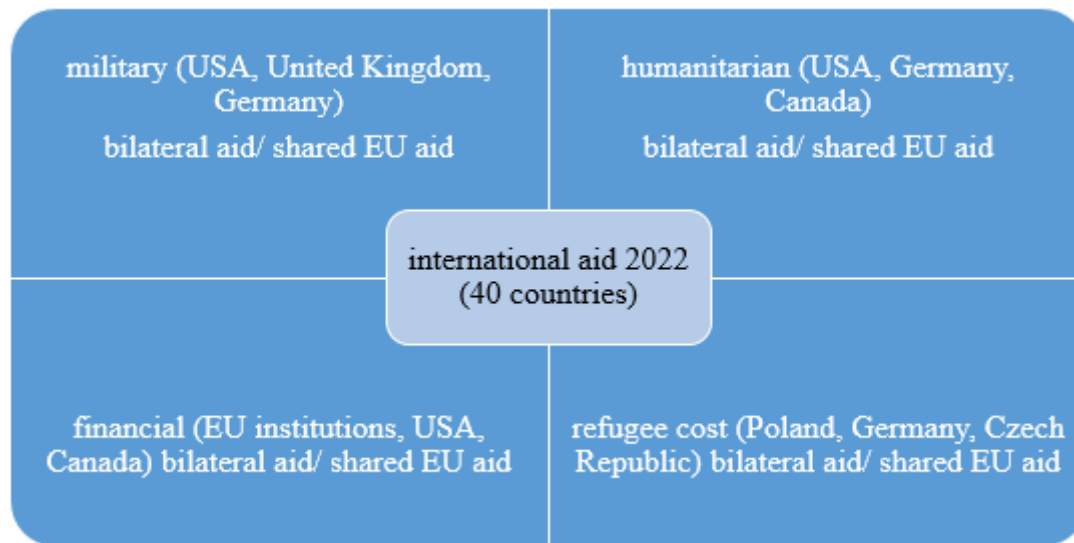 military (USA, United Kingdom,
Germany)
bilateral aid/ shared EU aid
humanitarian (USA, Germany,
Canada)
bilateral aid/ shared EU aid
international aid 2022
(40 countries)
financial (EU institutions, USA,
Canada) bilateral aid/ shared EU aid
refugee cost (Poland, Germany, Czech
Republic) bilateral aid/ shared EU aid